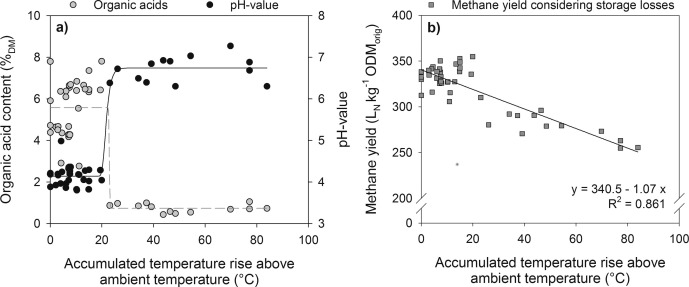 Organic acids pH-value
a)
Organic acid content (%DM)
10
8
6
4
2
0
pH-value
8
7
6
5
4
3
0 20 40 60 80 100
Accumulated temperature rise above
ambient temperature (°C)
Methane yield considering storage losses
b)
Methane yield (LN kg-1 ODMorig)
400
350
300
250
200
0
y = 340.5 - 1.07 x
R2 = 0.861
0 20 40 60 80 100
Accumulated temperature rise above
ambient temperature (°C)